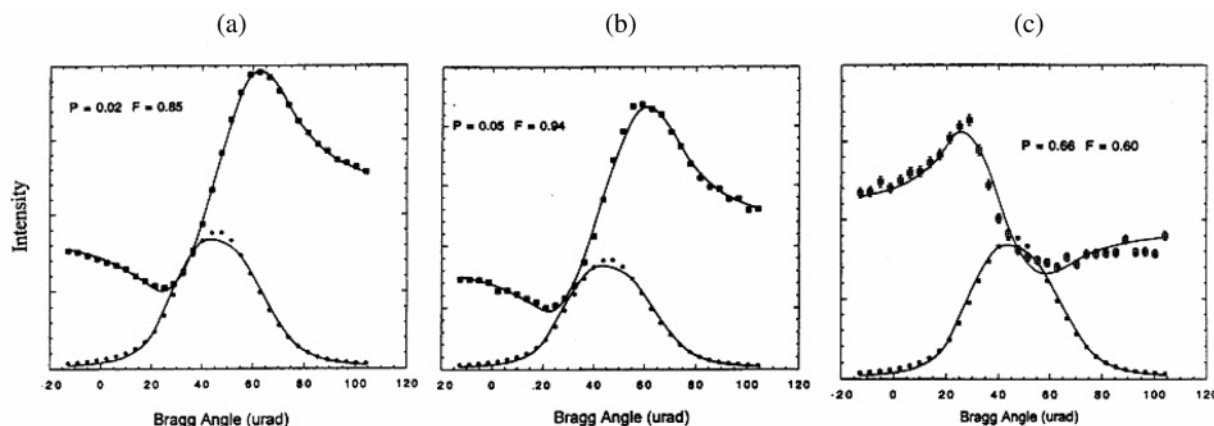 (a)
(b)
(c)
Intensity
P = 0.02 F = 0.85
P = 0.05 F = 0.94
P = 0.66 F = 0.60
-20 0 20 40 60 80 100 120
-20 0 20 40 60 80 100 120
-20 0 20 40 60 80 100 120
Bragg Angle (urad)
Bragg Angle (urad)
Bragg Angle (urad)